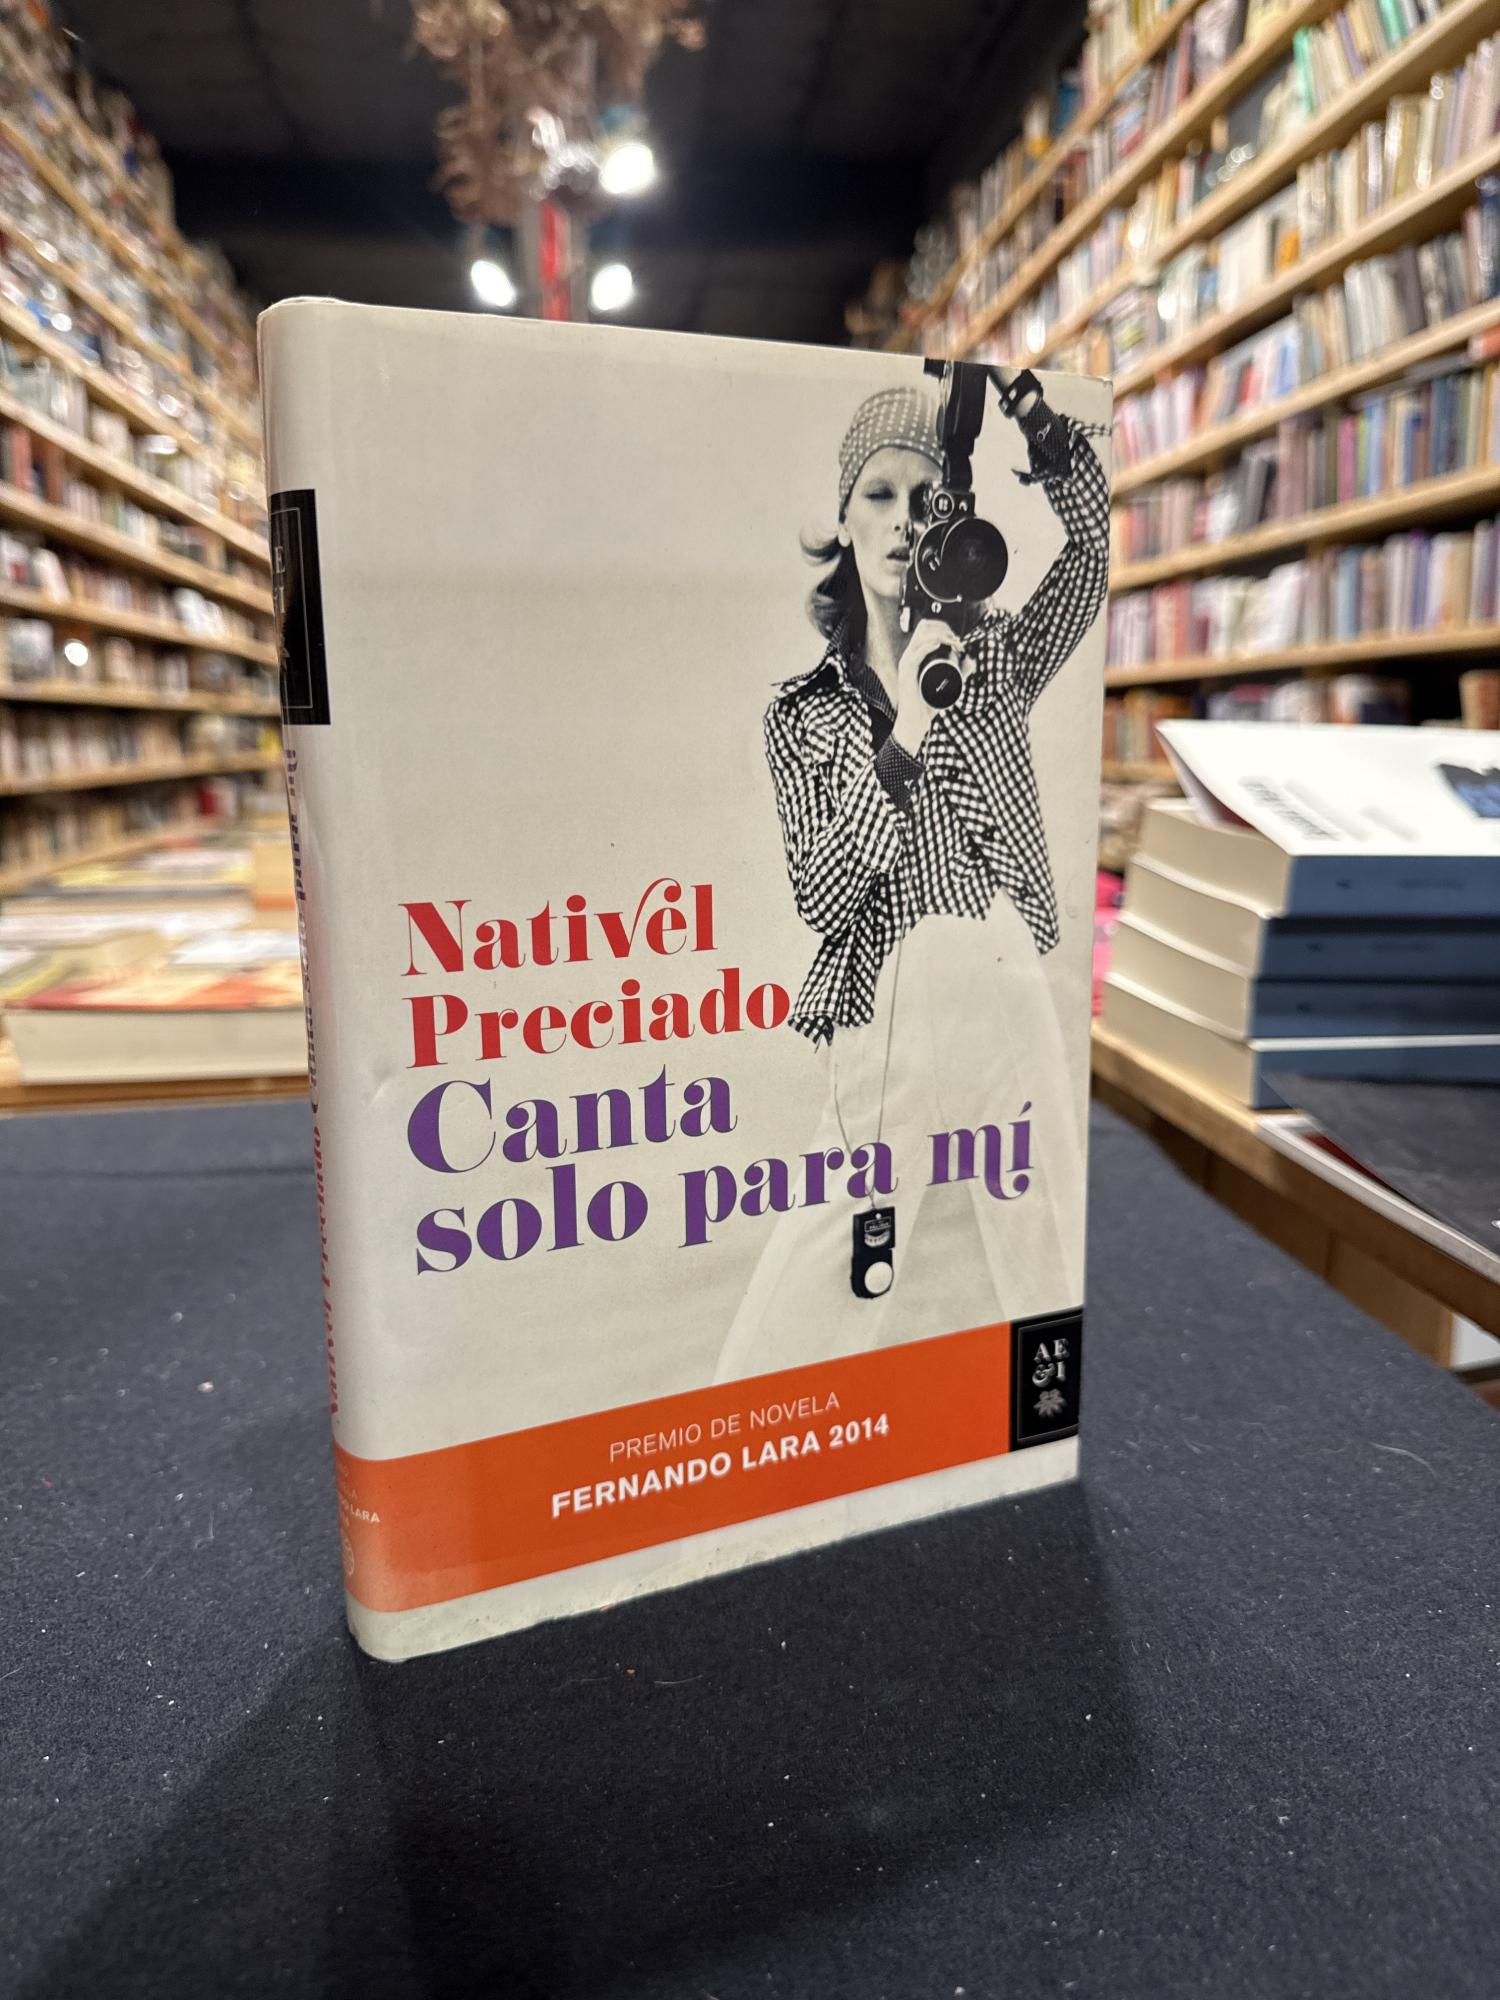 Nativel
Preciado
Canta
solo para mí
PREMIO DE NOVELA
FERNANDO LARA 2014
AE
&I